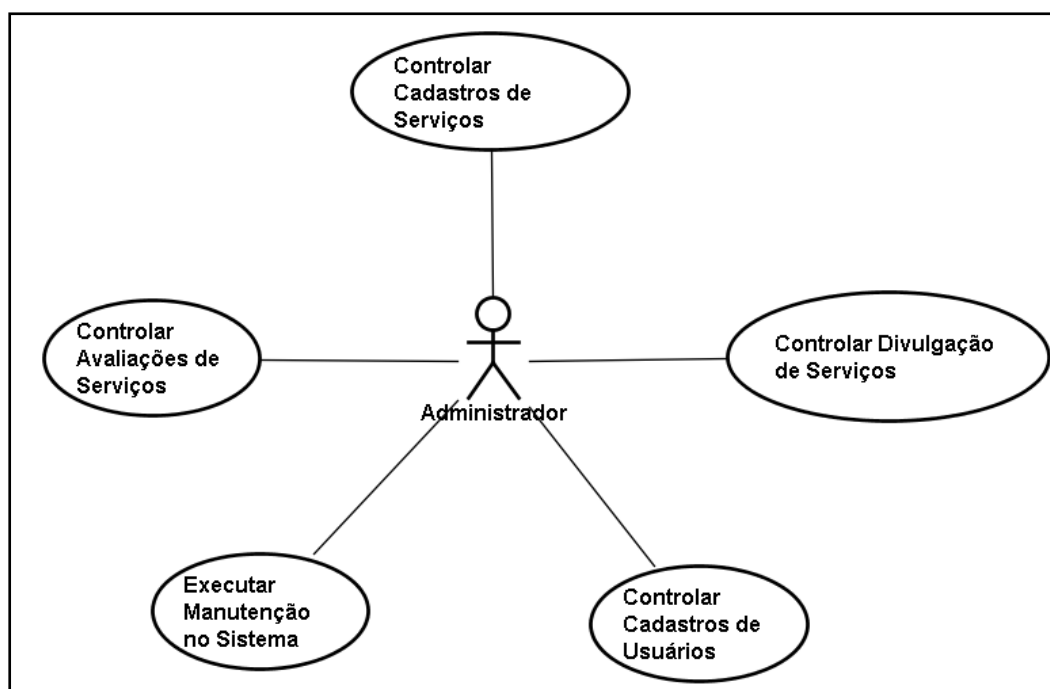 Controlar
Cadastros de
Serviços
Controlar
Avaliações de
Serviços
Controlar Divulgação
de Serviços
Administrador
Executar
Manutenção
no Sistema
Controlar
Cadastros de
Usuários